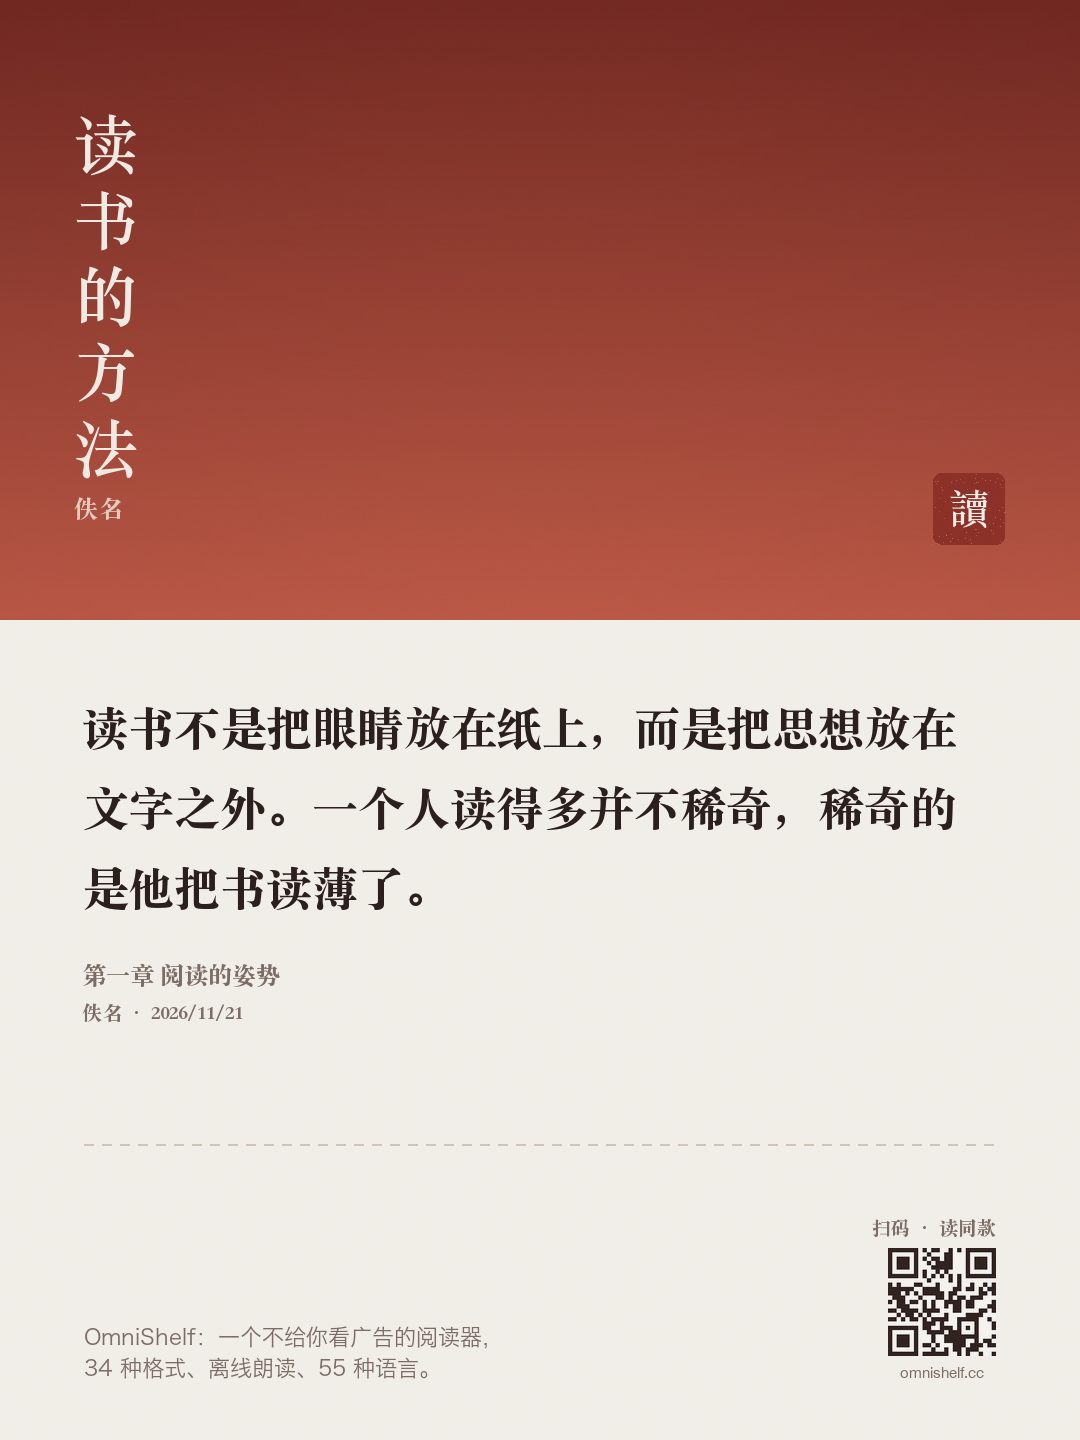 读书的方法
佚名
讀
读书不是把眼睛放在纸上，而是把思想放在
文字之外。一个人读得多并不稀奇，稀奇的
是他把书读薄了。
第一章 阅读的姿势
佚名 · 2026/11/21
扫码 · 读同款
OmniShelf：一个不给你看广告的阅读器，
34 种格式、离线朗读、55 种语言。
omnishelf.cc